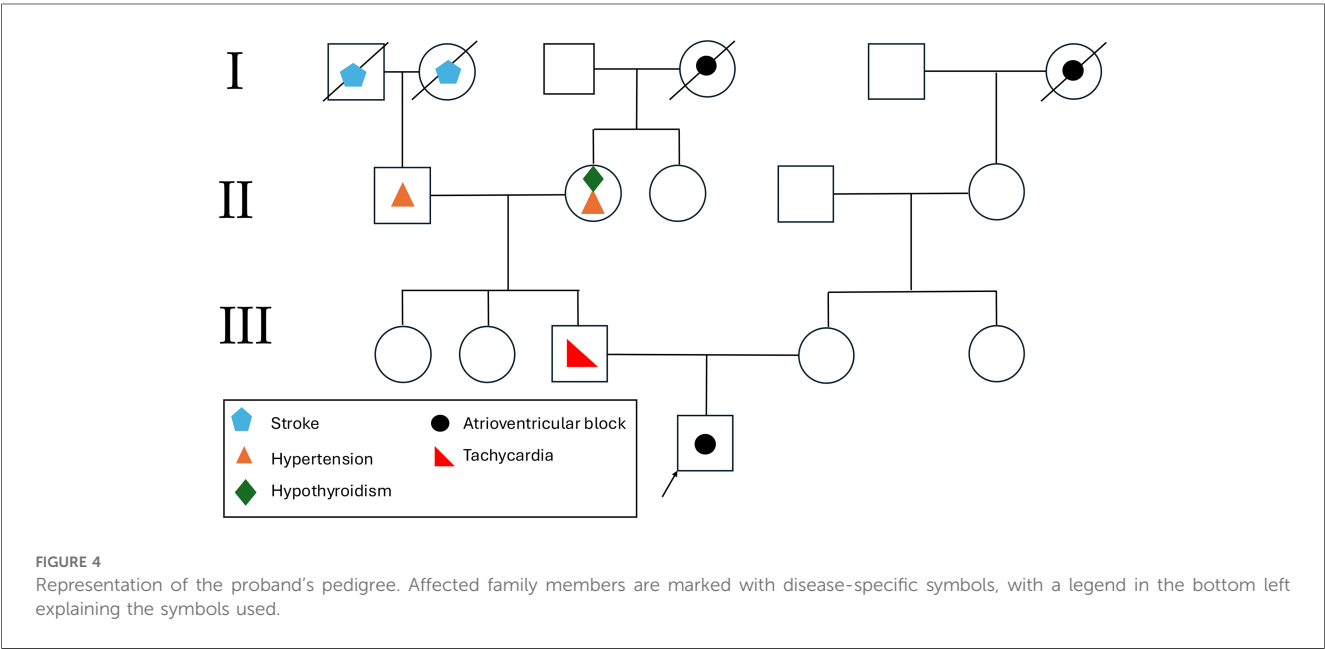 I
II
III
Stroke
Atrioventricular block
Hypertension
Tachycardia
Hypothyroidism
FIGURE 4
Representation of the proband's pedigree. Affected family members are marked with disease-specific symbols, with a legend in the bottom left
explaining the symbols used.